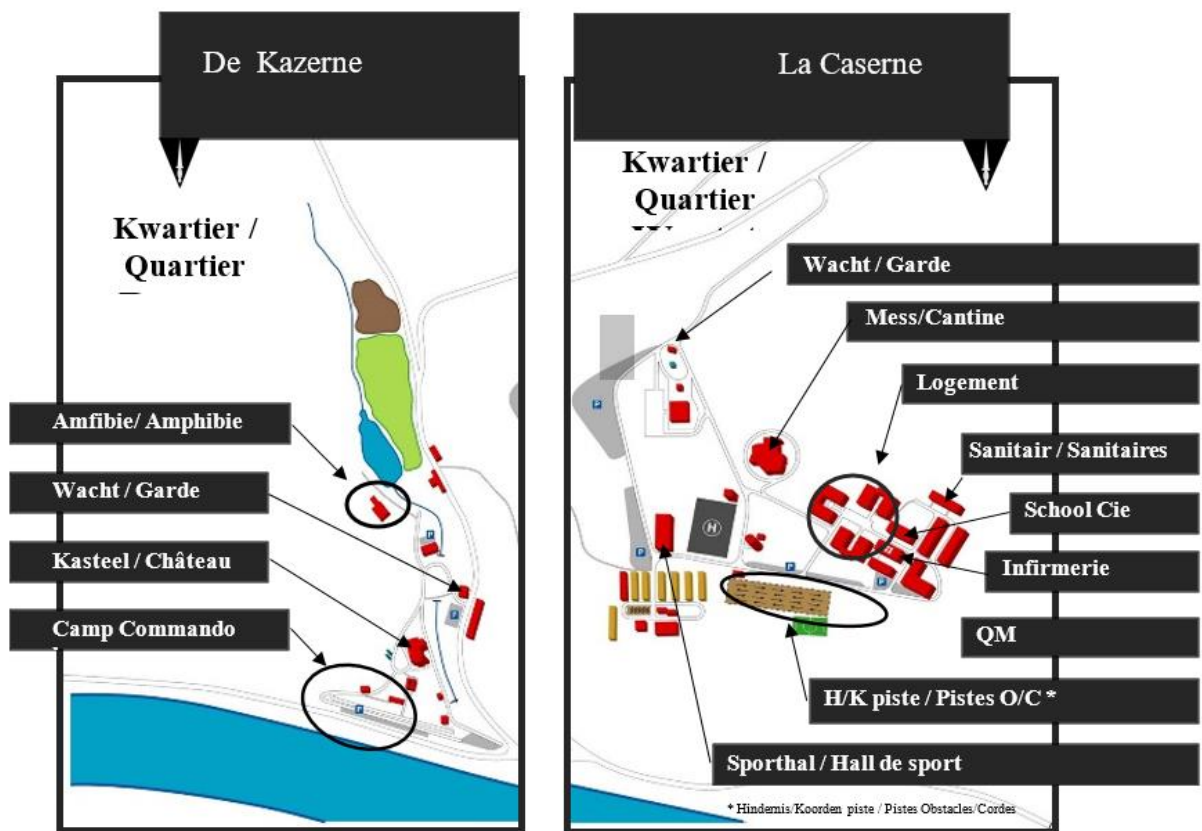 De Kazerne
Kwartier /
Quartier
Amfibie/ Amphibie
Wacht / Garde
Kasteel / Château
Camp Commando
P
P
P
La Caserne
Kwartier /
Quartier
Wacht / Garde
Mess/Cantine
Logement
Sanitair / Sanitaires
School Cie
Infirmerie
QM
H/K piste / Pistes O/C *
Sporthal / Hall de sport
* Hindernis/Koorden piste / Pistes Obstacles/Cordes
P
H
P
P
P